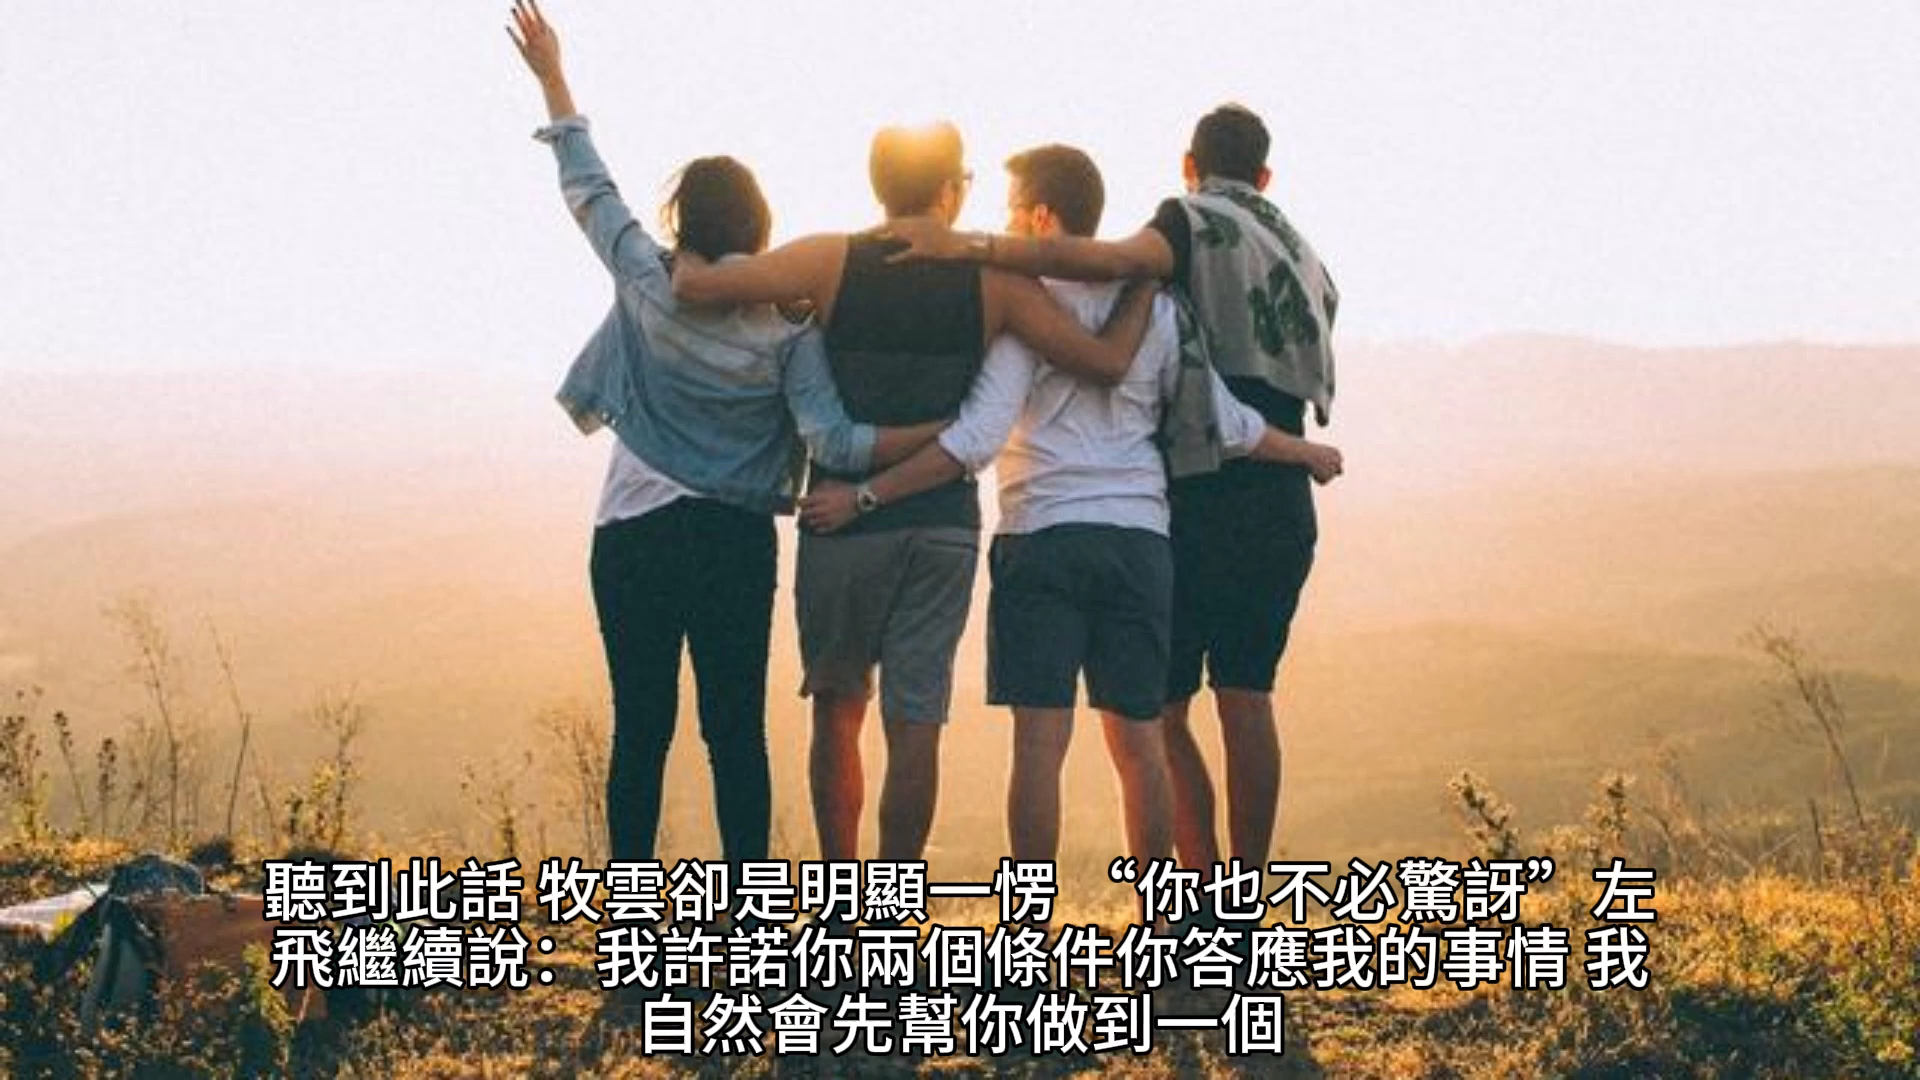 聽到此話 牧雲卻是明顯一愣 “你也不必驚訝”左
飛繼續說：我許諾你兩個條件你答應我的事情 我
自然會先幫你做到一個